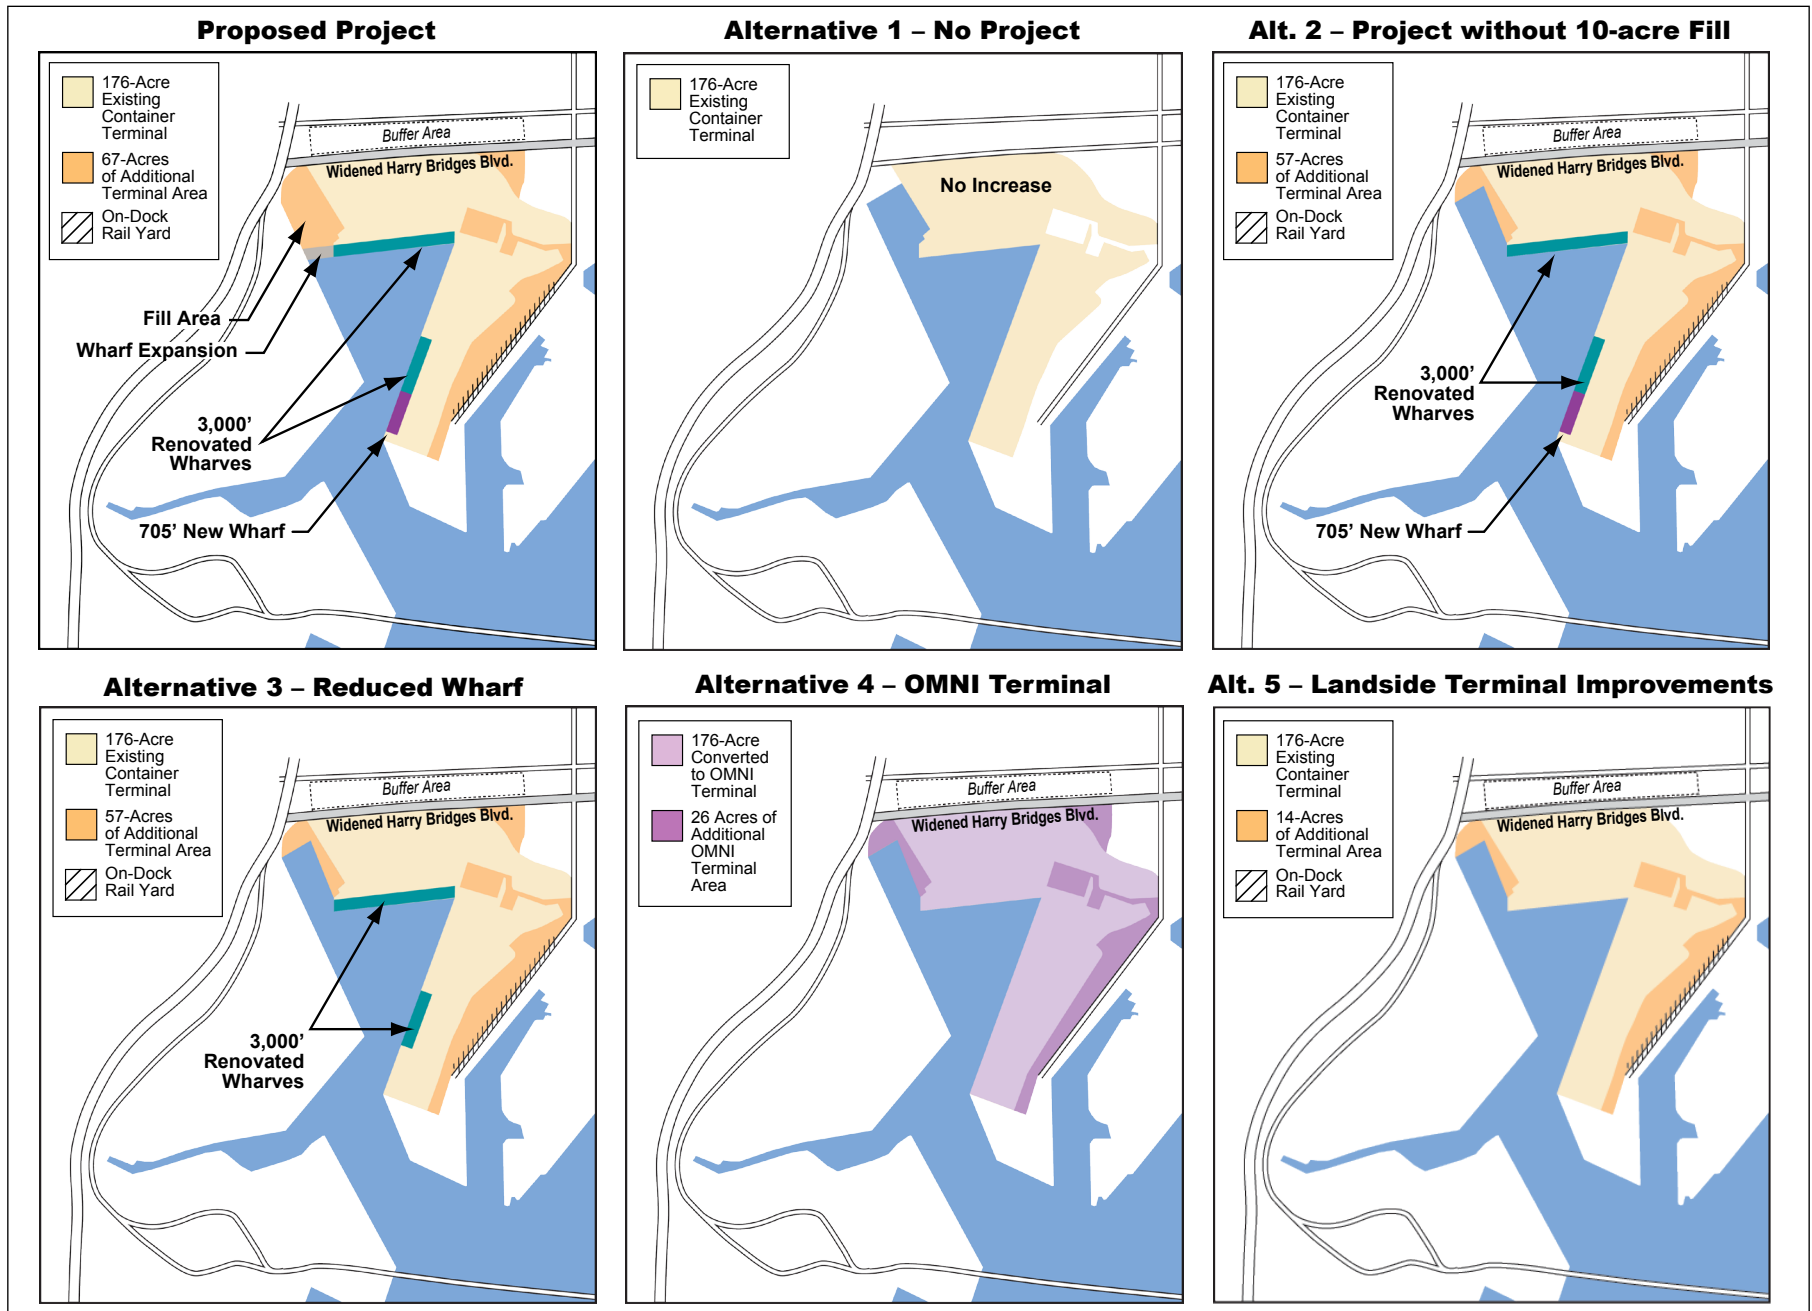 Proposed Project
176-Acre
Existing
Container
Terminal
67-Acres
of Additional
Terminal Area
On-Dock
Rail Yard
Buffer Area
Widened Harry Bridges Blvd.
Fill Area
Wharf Expansion
3,000'
Renovated
Wharves
705' New Wharf
Alternative 1 – No Project
176-Acre
Existing
Container
Terminal
No Increase
Alt. 2 – Project without 10-acre Fill
176-Acre
Existing
Container
Terminal
57-Acres
of Additional
Terminal Area
On-Dock
Rail Yard
Buffer Area
Widened Harry Bridges Blvd.
3,000'
Renovated
Wharves
705' New Wharf
Alternative 3 – Reduced Wharf
176-Acre
Existing
Container
Terminal
57-Acres
of Additional
Terminal Area
On-Dock
Rail Yard
Buffer Area
Widened Harry Bridges Blvd.
3,000'
Renovated
Wharves
Alternative 4 – OMNI Terminal
176-Acre
Converted
to OMNI
Terminal
26 Acres of
Additional
OMNI
Terminal
Area
Buffer Area
Widened Harry Bridges Blvd.
Alt. 5 – Landside Terminal Improvements
176-Acre
Existing
Container
Terminal
14-Acres
of Additional
Terminal Area
On-Dock
Rail Yard
Buffer Area
Widened Harry Bridges Blvd.